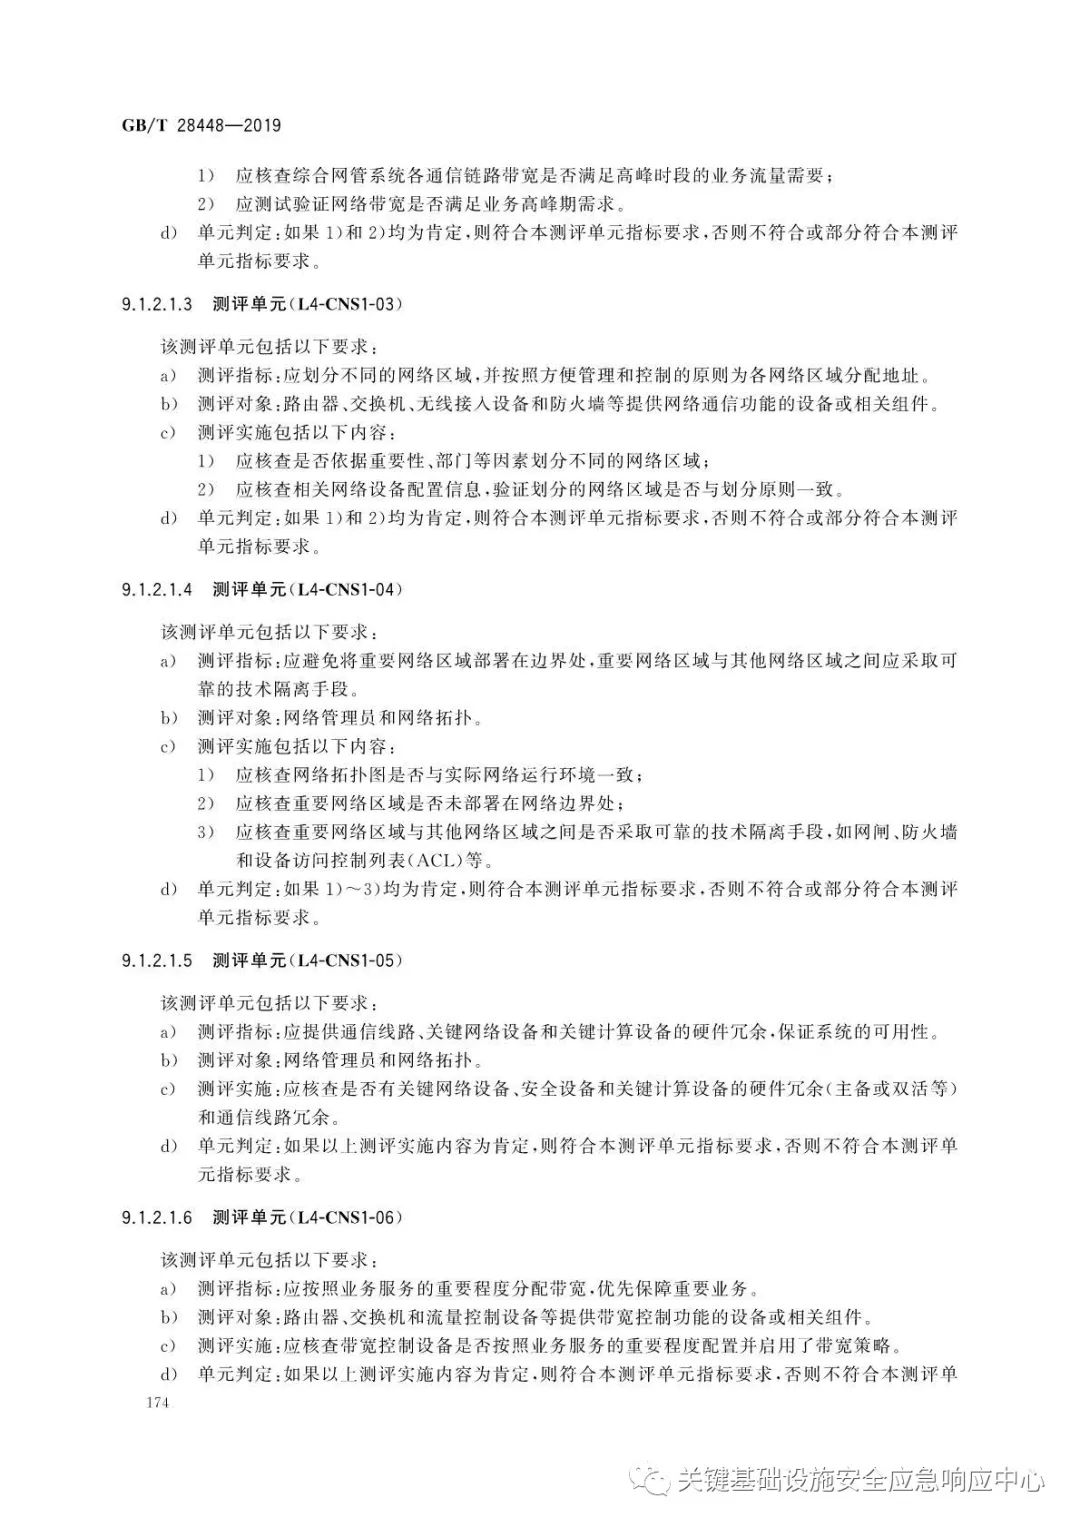 GB/T 28448—2019
1) 应核查综合网管系统各通信链路带宽是否满足高峰时段的业务流量需要;
2) 应测试验证网络带宽是否满足业务高峰期需求。
d) 单元判定:如果1)和2)均为肯定,则符合本测评单元指标要求,否则不符合或部分符合本测评
单元指标要求。
9.1.2.1.3 测评单元(L4-CNS1-03)
该测评单元包括以下要求:
a) 测评指标:应划分不同的网络区域,并按照方便管理和控制的原则为各网络区域分配地址。
b) 测评对象:路由器、交换机、无线接入设备和防火墙等提供网络通信功能的设备或相关组件。
c) 测评实施包括以下内容:
1) 应核查是否依据重要性、部门等因素划分不同的网络区域;
2) 应核查相关网络设备配置信息,验证划分的网络区域是否与划分原则一致。
d) 单元判定:如果1)和2)均为肯定,则符合本测评单元指标要求,否则不符合或部分符合本测评
单元指标要求。
9.1.2.1.4 测评单元(L4-CNS1-04)
该测评单元包括以下要求:
a) 测评指标:应避免将重要网络区域部署在边界处,重要网络区域与其他网络区域之间应采取可
靠的技术隔离手段。
b) 测评对象:网络管理员和网络拓扑。
c) 测评实施包括以下内容:
1) 应核查网络拓扑图是否与实际网络运行环境一致;
2) 应核查重要网络区域是否未部署在网络边界处;
3) 应核查重要网络区域与其他网络区域之间是否采取可靠的技术隔离手段,如网闸、防火墙
和设备访问控制列表(ACL)等。
d) 单元判定:如果1)~3)均为肯定,则符合本测评单元指标要求,否则不符合或部分符合本测评
单元指标要求。
9.1.2.1.5 测评单元(L4-CNS1-05)
该测评单元包括以下要求:
a) 测评指标:应提供通信线路、关键网络设备和关键计算设备的硬件冗余,保证系统的可用性。
b) 测评对象:网络管理员和网络拓扑。
c) 测评实施:应核查是否有关键网络设备、安全设备和关键计算设备的硬件冗余(主备或双活等)
和通信线路冗余。
d) 单元判定:如果以上测评实施内容为肯定,则符合本测评单元指标要求,否则不符合本测评单
元指标要求。
9.1.2.1.6 测评单元(L4-CNS1-06)
该测评单元包括以下要求:
a) 测评指标:应按照业务服务的重要程度分配带宽,优先保障重要业务。
b) 测评对象:路由器、交换机和流量控制设备等提供带宽控制功能的设备或相关组件。
c) 测评实施:应核查带宽控制设备是否按照业务服务的重要程度配置并启用了带宽策略。
d) 单元判定:如果以上测评实施内容为肯定,则符合本测评单元指标要求,否则不符合本测评单
174
关键基础设施安全应急响应中心